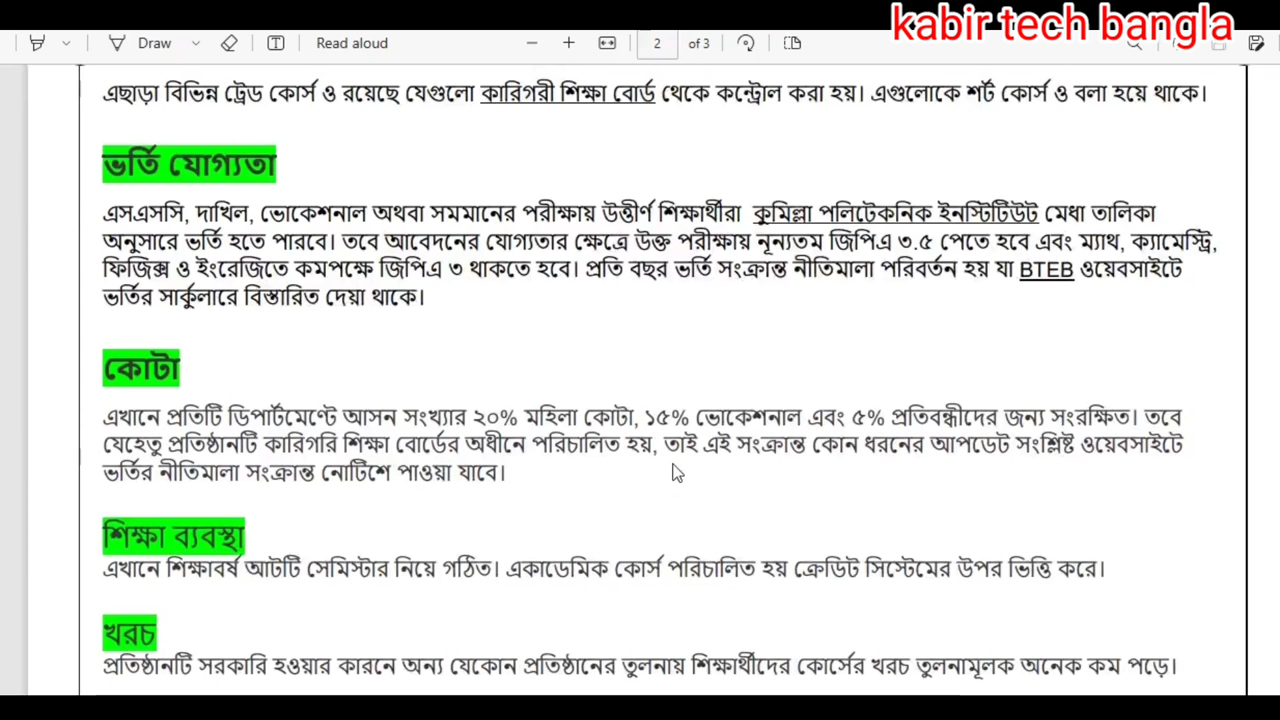 kabir tech bangla
Draw
Read aloud
2 of 3
এছাড়া বিভিন্ন ট্রেড কোর্স ও রয়েছে যেগুলো কারিগরী শিক্ষা বোর্ড থেকে কন্ট্রোল করা হয়। এগুলোকে শর্ট কোর্স ও বলা হয়ে থাকে।
ভর্তি যোগ্যতা
এসএসসি, দাখিল, ভোকেশনাল অথবা সমমানের পরীক্ষায় উত্তীর্ণ শিক্ষার্থীরা কুমিল্লা পলিটেকনিক ইনস্টিটিউট মেধা তালিকা
অনুসারে ভর্তি হতে পারবে। তবে আবেদনের যোগ্যতার ক্ষেত্রে উক্ত পরীক্ষায় নূন্যতম জিপিএ ৩.৫ পেতে হবে এবং ম্যাথ, ক্যামেস্ট্রি,
ফিজিক্স ও ইংরেজিতে কমপক্ষে জিপিএ ৩ থাকতে হবে। প্রতি বছর ভর্তি সংক্রান্ত নীতিমালা পরিবর্তন হয় যা BTEB ওয়েবসাইটে
ভর্তির সার্কুলারে বিস্তারিত দেয়া থাকে।
কোটা
এখানে প্রতিটি ডিপার্টমেণ্টে আসন সংখ্যার ২০% মহিলা কোটা, ১৫% ভোকেশনাল এবং ৫% প্রতিবন্ধীদের জন্য সংরক্ষিত। তবে
যেহেতু প্রতিষ্ঠানটি কারিগরি শিক্ষা বোর্ডের অধীনে পরিচালিত হয়, তাই এই সংক্রান্ত কোন ধরনের আপডেট সংশ্লিষ্ট ওয়েবসাইটে
ভর্তির নীতিমালা সংক্রান্ত নোটিশে পাওয়া যাবে।
শিক্ষা ব্যবস্থা
এখানে শিক্ষাবর্ষ আটটি সেমিস্টার নিয়ে গঠিত। একাডেমিক কোর্স পরিচালিত হয় ক্রেডিট সিস্টেমের উপর ভিত্তি করে।
খরচ
প্রতিষ্ঠানটি সরকারি হওয়ার কারনে অন্য যেকোন প্রতিষ্ঠানের তুলনায় শিক্ষার্থীদের কোর্সের খরচ তুলনামূলক অনেক কম পড়ে।